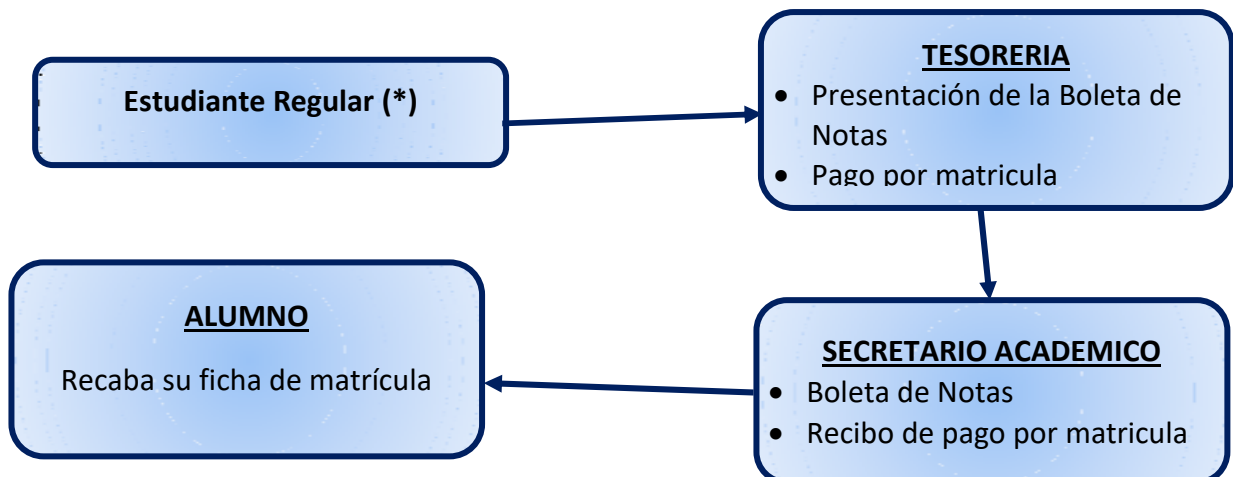 Estudiante Regular (*)
TESORERIA
• Presentación de la Boleta de
Notas
• Pago por matricula
SECRETARIO ACADEMICO
• Boleta de Notas
• Recibo de pago por matricula
ALUMNO
Recaba su ficha de matrícula